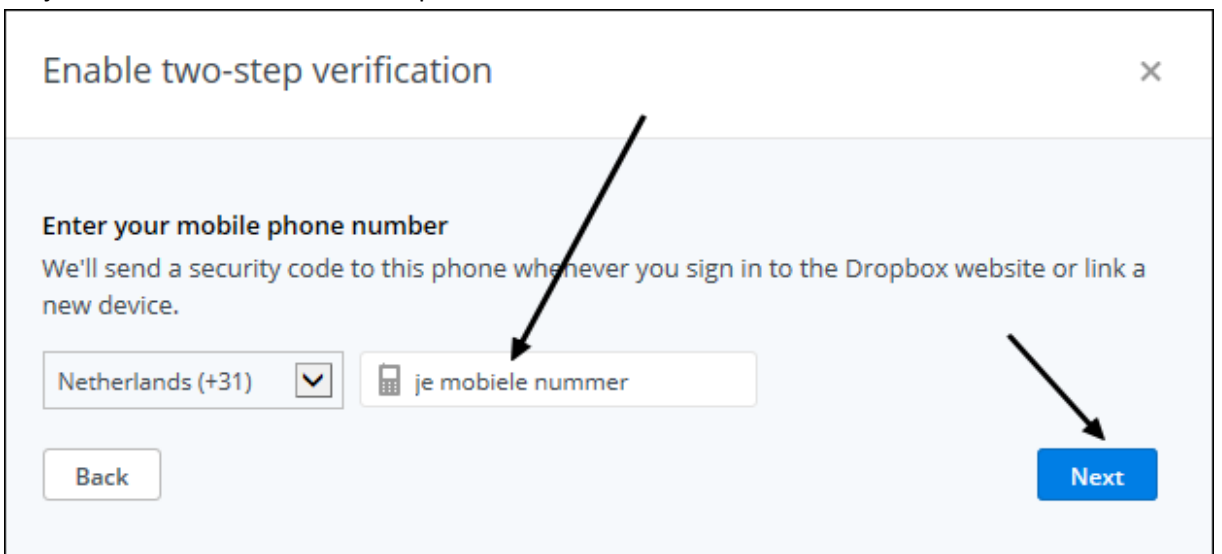 Enable two-step verification
Enter your mobile phone number
We'll send a security code to this phone whenever you sign in to the Dropbox website or link a
new device.
Netherlands (+31)
je mobiele nummer
Back
Next